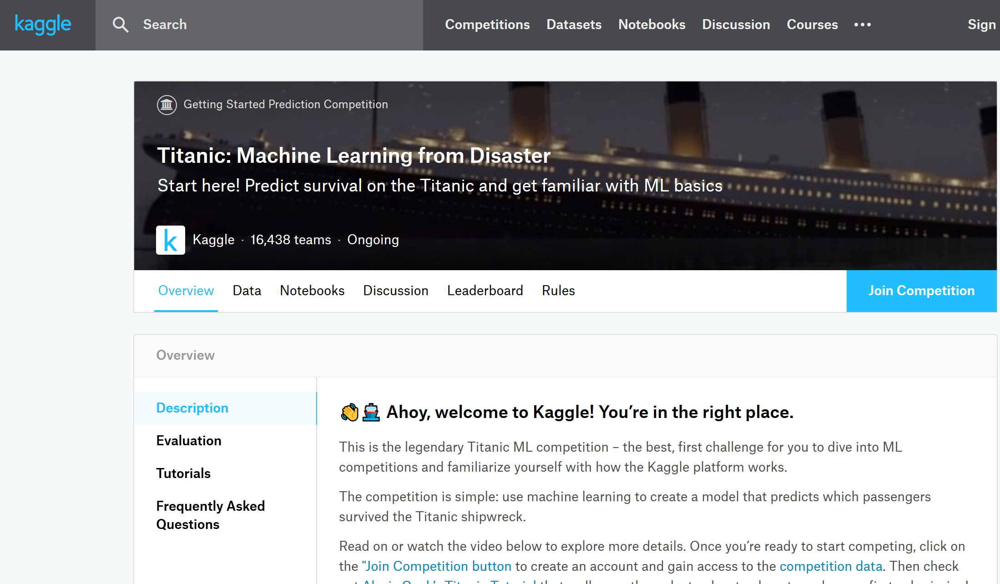 kaggle
Search
Competitions Datasets Notebooks Discussion Courses ••• Sign
Getting Started Prediction Competition
Titanic: Machine Learning from Disaster
Start here! Predict survival on the Titanic and get familiar with ML basics
k Kaggle · 16,438 teams · Ongoing
Overview Data Notebooks Discussion Leaderboard Rules Join Competition
Overview
Description
Evaluation
Tutorials
Frequently Asked
Questions
👋🚢 Ahoy, welcome to Kaggle! You’re in the right place.
This is the legendary Titanic ML competition – the best, first challenge for you to dive into ML
competitions and familiarize yourself with how the Kaggle platform works.
The competition is simple: use machine learning to create a model that predicts which passengers
survived the Titanic shipwreck.
Read on or watch the video below to explore more details. Once you’re ready to start competing, click on
the "Join Competition button to create an account and gain access to the competition data. Then check